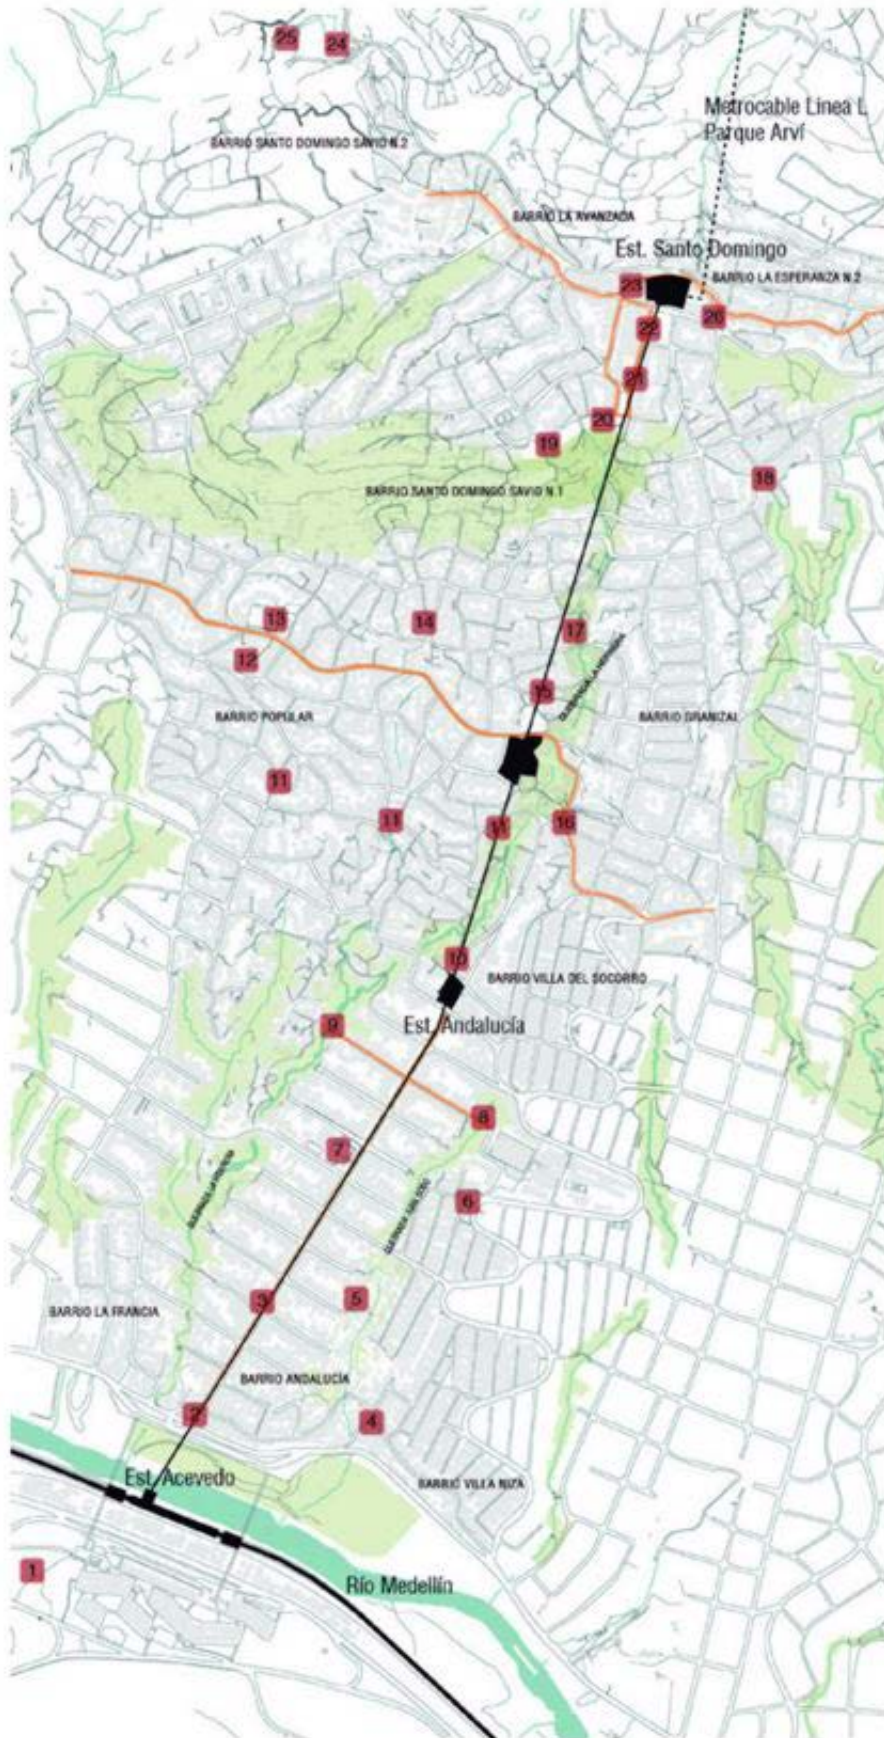 25
24
Metrocable Linea L
Parque Arví
BARRIO SANTO DOMINGO SAVIO N.2
BARRIO LA AVANZADA
Est. Santo Domingo
BARRIO LA ESPERANZA N.2
23
26
22
21
20
19
18
BARRIO SANTO DOMINGO SAVIO N.1
13
14
17
12
15
BARRIO POPULAR
BARRIO GRANIZAL
11
11
11
16
10
BARRIO VILLA DEL SOCORRO
9
Est. Andalucía
8
7
6
3
5
BARRIO LA FRANCIA
BARRIO ANDALUCÍA
2
4
Est. Acevedo
BARRIO VILLA NIZA
1
Río Medellín